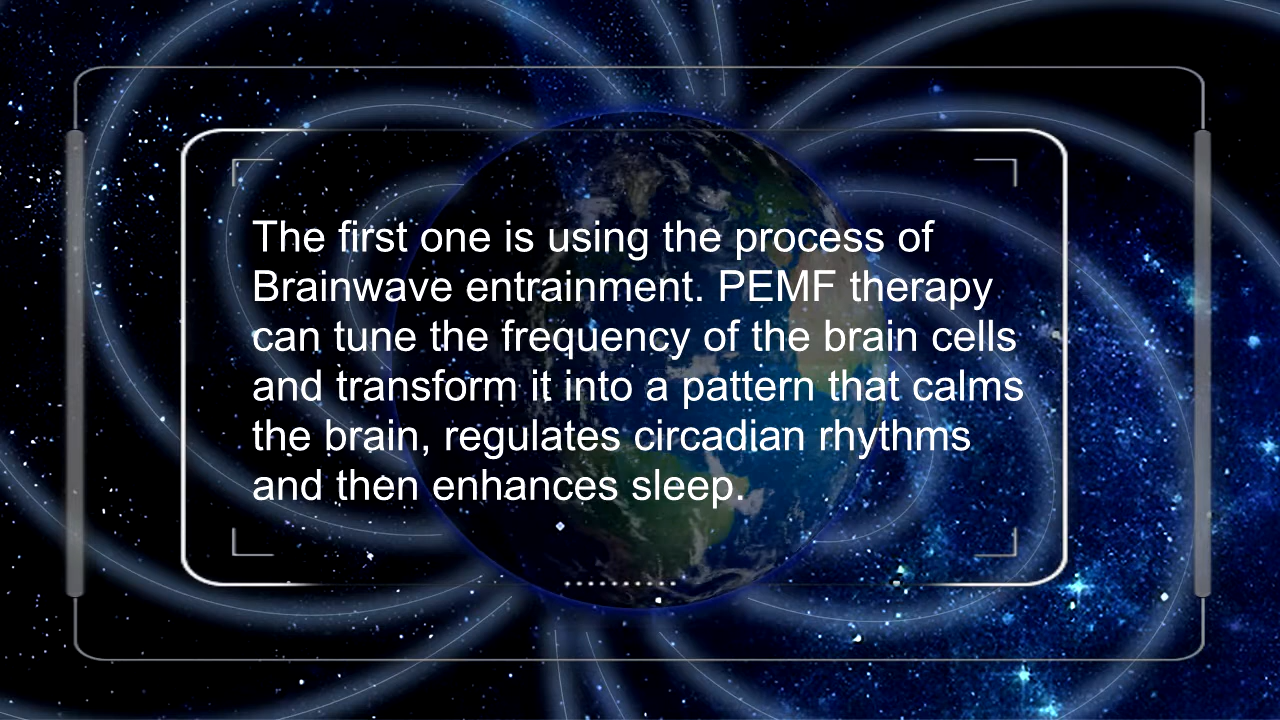 The first one is using the process of
Brainwave entrainment. PEMF therapy
can tune the frequency of the brain cells
and transform it into a pattern that calms
the brain, regulates circadian rhythms
and then enhances sleep.